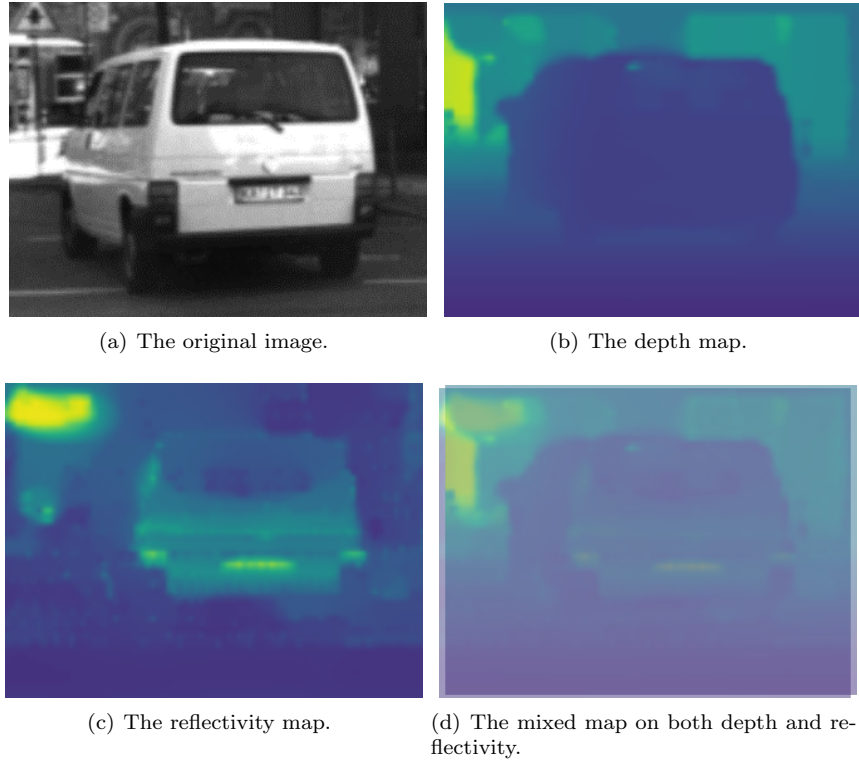 (a) The original image.
(b) The depth map.
(c) The reflectivity map.
(d) The mixed map on both depth and re-
flectivity.